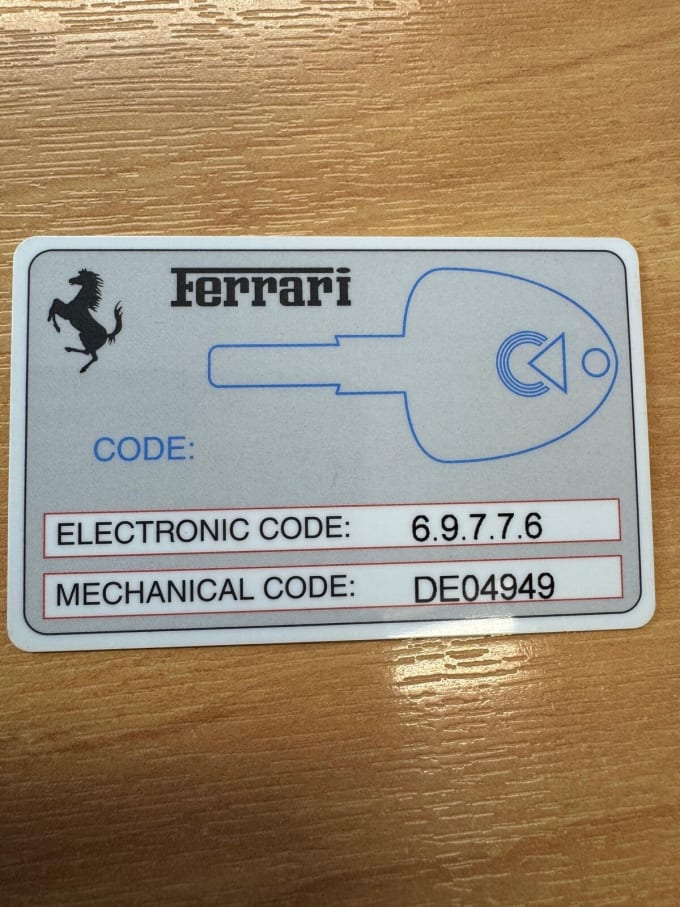 Ferrari
CODE:
ELECTRONIC CODE: 6.9.7.7.6
MECHANICAL CODE: DE04949